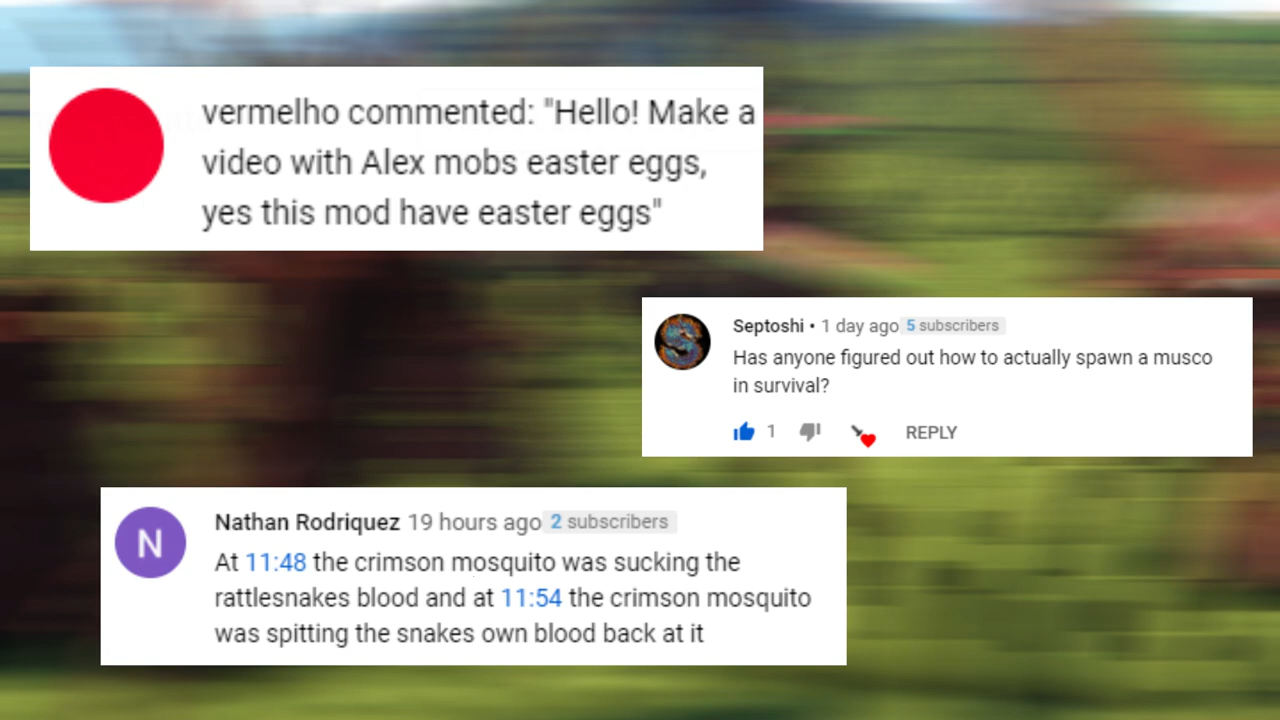 vermelho commented: "Hello! Make a
video with Alex mobs easter eggs,
yes this mod have easter eggs"
Septoshi • 1 day ago 5 subscribers
Has anyone figured out how to actually spawn a musco
in survival?
1 REPLY
N
Nathan Rodriquez 19 hours ago 2 subscribers
At 11:48 the crimson mosquito was sucking the
rattlesnakes blood and at 11:54 the crimson mosquito
was spitting the snakes own blood back at it